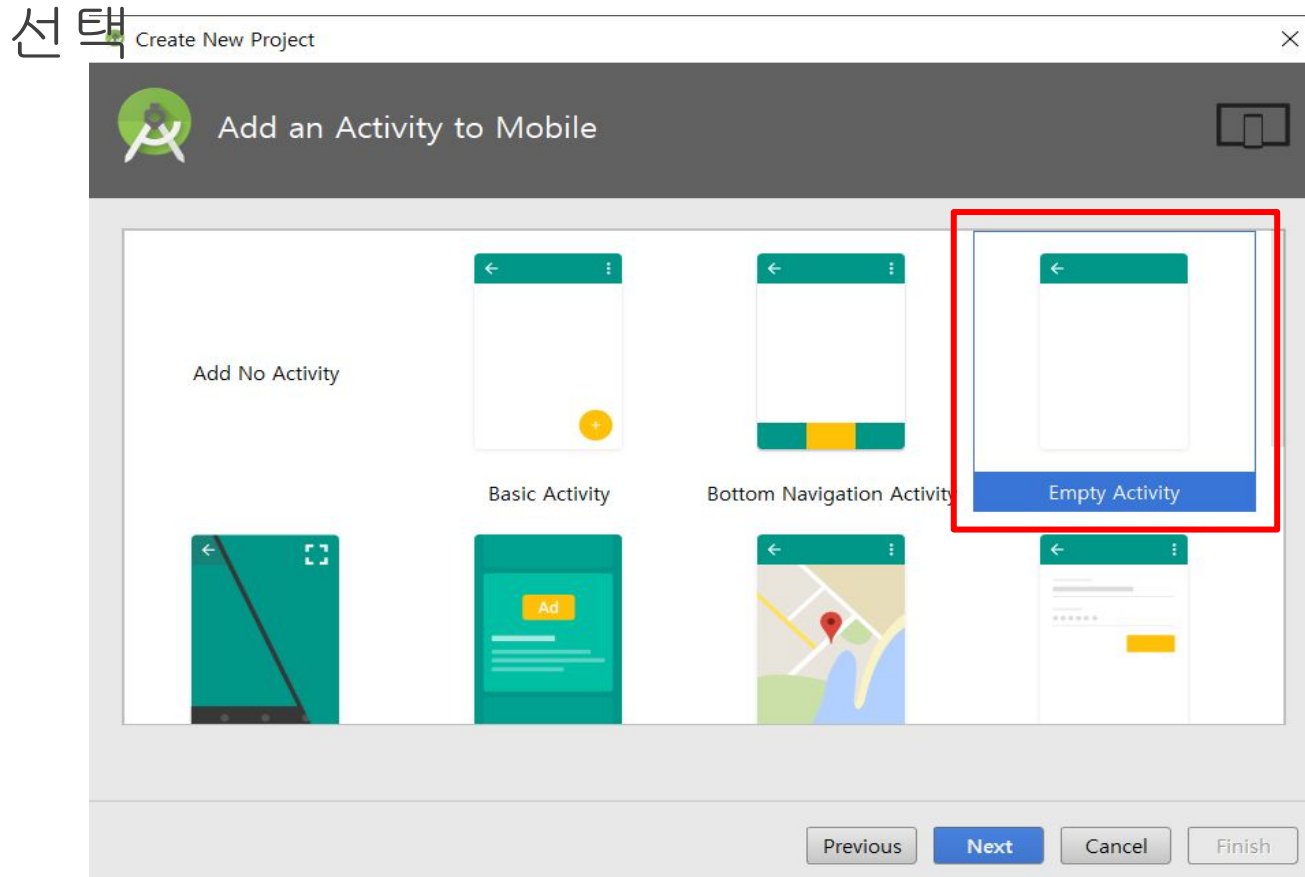 선택
Create New Project
Add an Activity to Mobile
Add No Activity
Basic Activity
Bottom Navigation Activity
Empty Activity
Ad
Previous
Next
Cancel
Finish